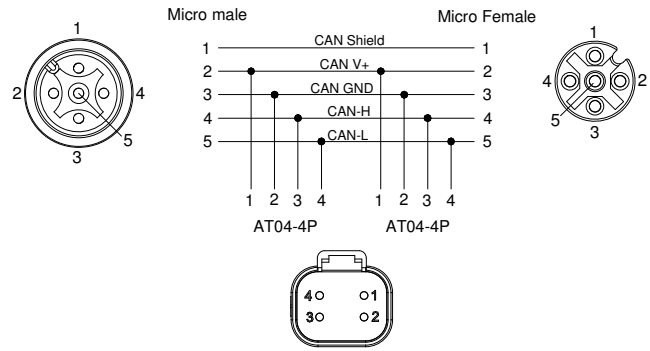 Micro male
Micro Female
1
2
4
5
3
1 CAN Shield 1
2 CAN V+ 2
3 CAN GND 3
4 CAN-H 4
5 CAN-L 5
1
4
2
5
3
1 2 3 4 1 2 3 4
AT04-4P AT04-4P
4 1
3 2